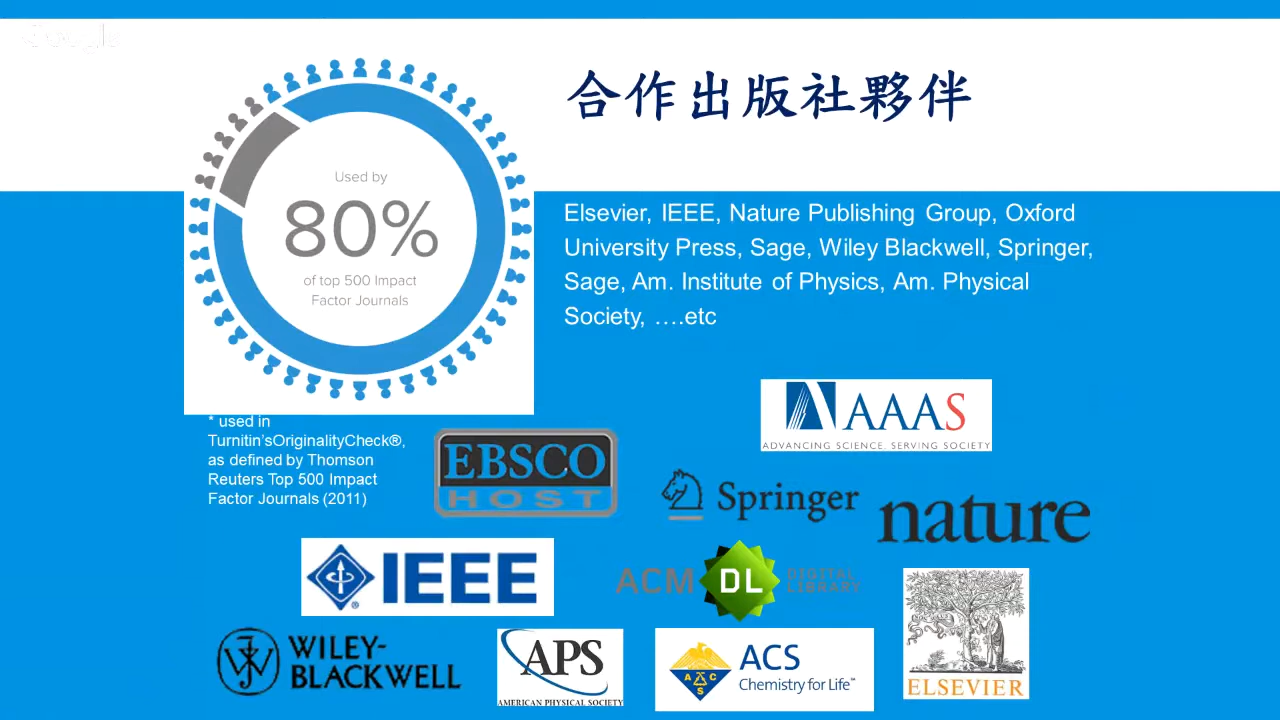 Google
合作出版社夥伴
Used by
80%
of top 500 Impact
Factor Journals
Elsevier, IEEE, Nature Publishing Group, Oxford
University Press, Sage, Wiley Blackwell, Springer,
Sage, Am. Institute of Physics, Am. Physical
Society, ….etc
* used in
Turnitin'sOriginalityCheck®,
as defined by Thomson
Reuters Top 500 Impact
Factor Journals (2011)
EBSCO
HOST
AAAS
ADVANCING SCIENCE. SERVING SOCIETY
Springer
nature
IEEE
ACM DL DIGITAL
LIBRARY
WILEY-
BLACKWELL
APS
AMERICAN PHYSICAL SOCIETY
A C S
ACS
Chemistry for Life™
ELSEVIER